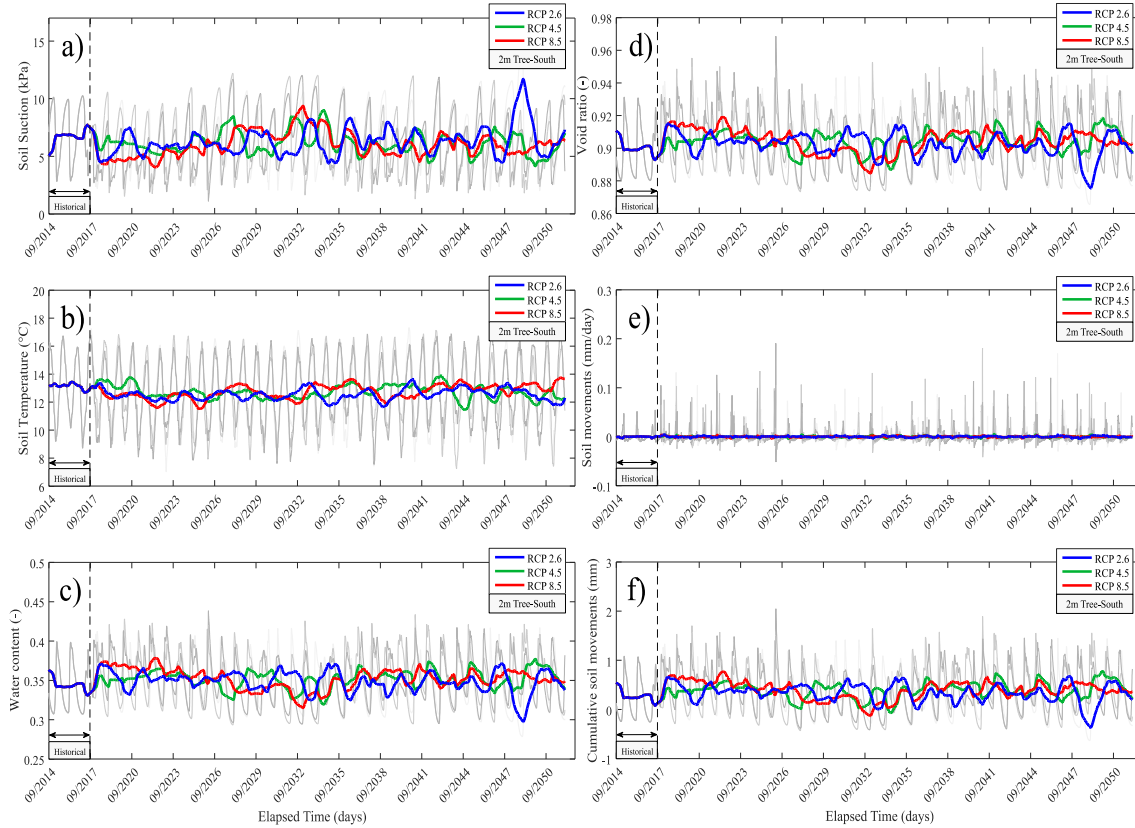 a)
Soil Suction (kPa)
15
10
5
0
RCP 2.6
RCP 4.5
RCP 8.5
2m Tree-South
Historical
09/2014
09/2017
09/2020
09/2023
09/2026
09/2029
09/2032
09/2035
09/2038
09/2041
09/2044
09/2047
09/2050
d)
Void ratio (-)
0.98
0.96
0.94
0.92
0.9
0.88
0.86
RCP 2.6
RCP 4.5
RCP 8.5
2m Tree-South
Historical
09/2014
09/2017
09/2020
09/2023
09/2026
09/2029
09/2032
09/2035
09/2038
09/2041
09/2044
09/2047
09/2050
b)
Soil Temperature (°C)
20
18
16
14
12
10
8
6
RCP 2.6
RCP 4.5
RCP 8.5
2m Tree-South
Historical
09/2014
09/2017
09/2020
09/2023
09/2026
09/2029
09/2032
09/2035
09/2038
09/2041
09/2044
09/2047
09/2050
e)
Soil movements (mm/day)
0.3
0.2
0.1
0
-0.1
RCP 2.6
RCP 4.5
RCP 8.5
2m Tree-South
Historical
09/2014
09/2017
09/2020
09/2023
09/2026
09/2029
09/2032
09/2035
09/2038
09/2041
09/2044
09/2047
09/2050
c)
Water content (-)
0.5
0.45
0.4
0.35
0.3
0.25
RCP 2.6
RCP 4.5
RCP 8.5
2m Tree-South
Historical
09/2014
09/2017
09/2020
09/2023
09/2026
09/2029
09/2032
09/2035
09/2038
09/2041
09/2044
09/2047
09/2050
Elapsed Time (days)
f)
Cumulative soil movements (mm)
3
2
1
0
-1
RCP 2.6
RCP 4.5
RCP 8.5
2m Tree-South
Historical
09/2014
09/2017
09/2020
09/2023
09/2026
09/2029
09/2032
09/2035
09/2038
09/2041
09/2044
09/2047
09/2050
Elapsed Time (days)